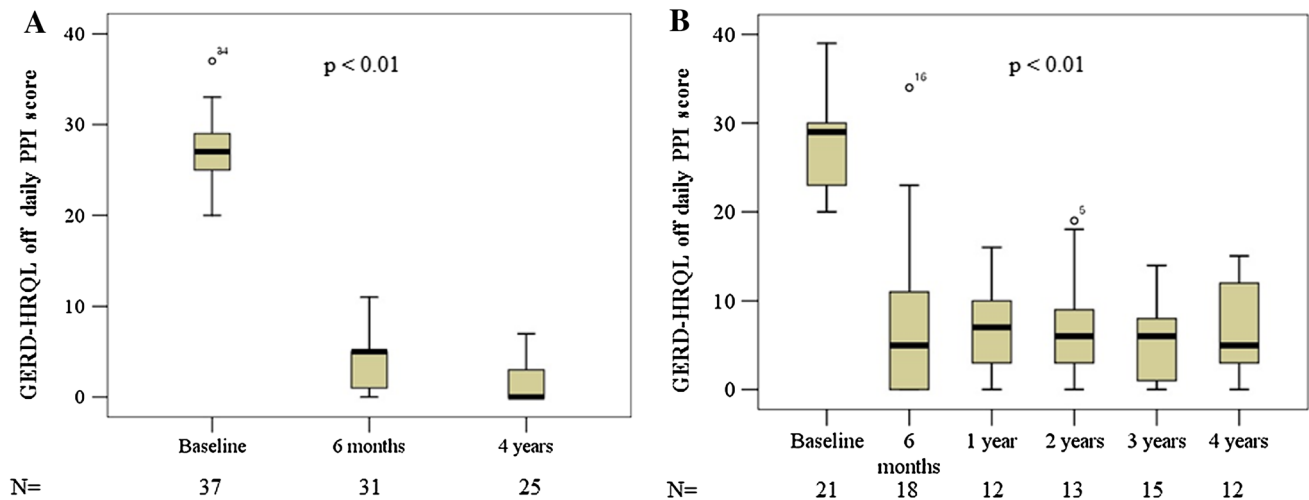 A
GERD-HRQL off daily PPI score
40
30
20
10
0
34
p < 0.01
Baseline 6 months 4 years
N= 37 31 25
B
GERD-HRQL off daily PPI score
40
30
20
10
0
16
5
p < 0.01
Baseline 6 months 1 year 2 years 3 years 4 years
N= 21 18 12 13 15 12